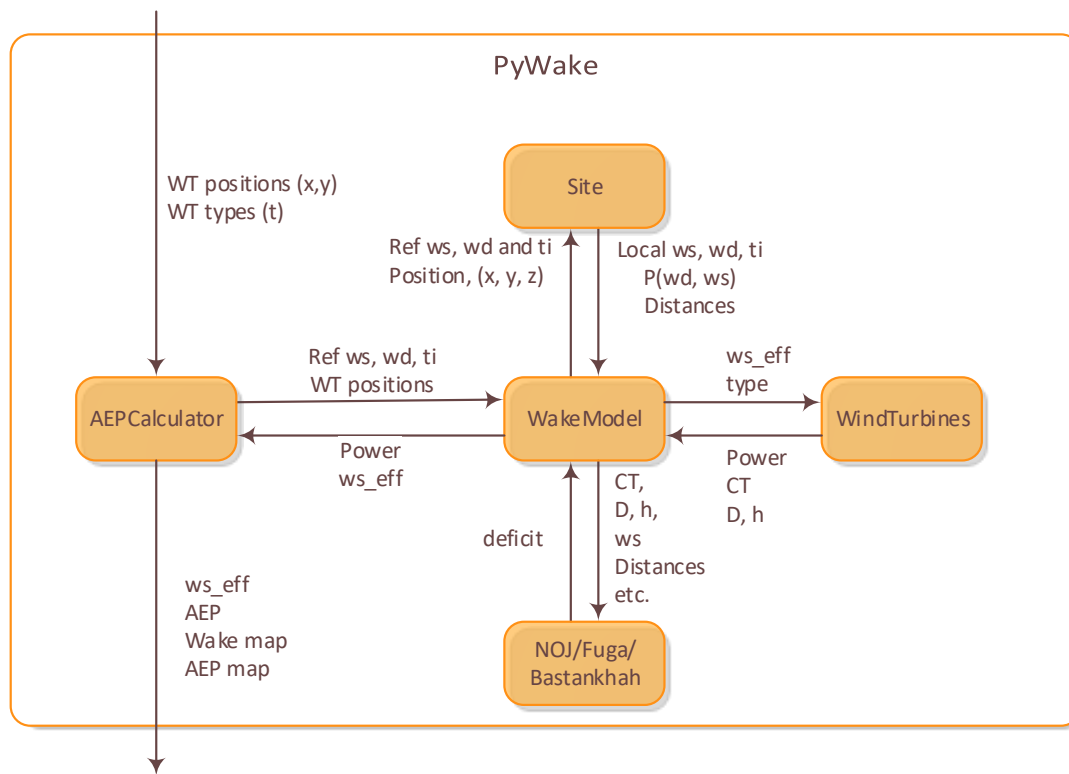 PyWake
WT positions (x,y)
WT types (t)
Site
Ref ws, wd and ti
Position, (x, y, z)
Local ws, wd, ti
P(wd, ws)
Distances
Ref ws, wd, ti
WT positions
ws_eff
type
AEPCalculator
WakeModel
WindTurbines
Power
ws_eff
Power
CT
D, h
deficit
CT,
D, h,
ws
Distances
etc.
ws_eff
AEP
Wake map
AEP map
NOJ/Fuga/
Bastankhah